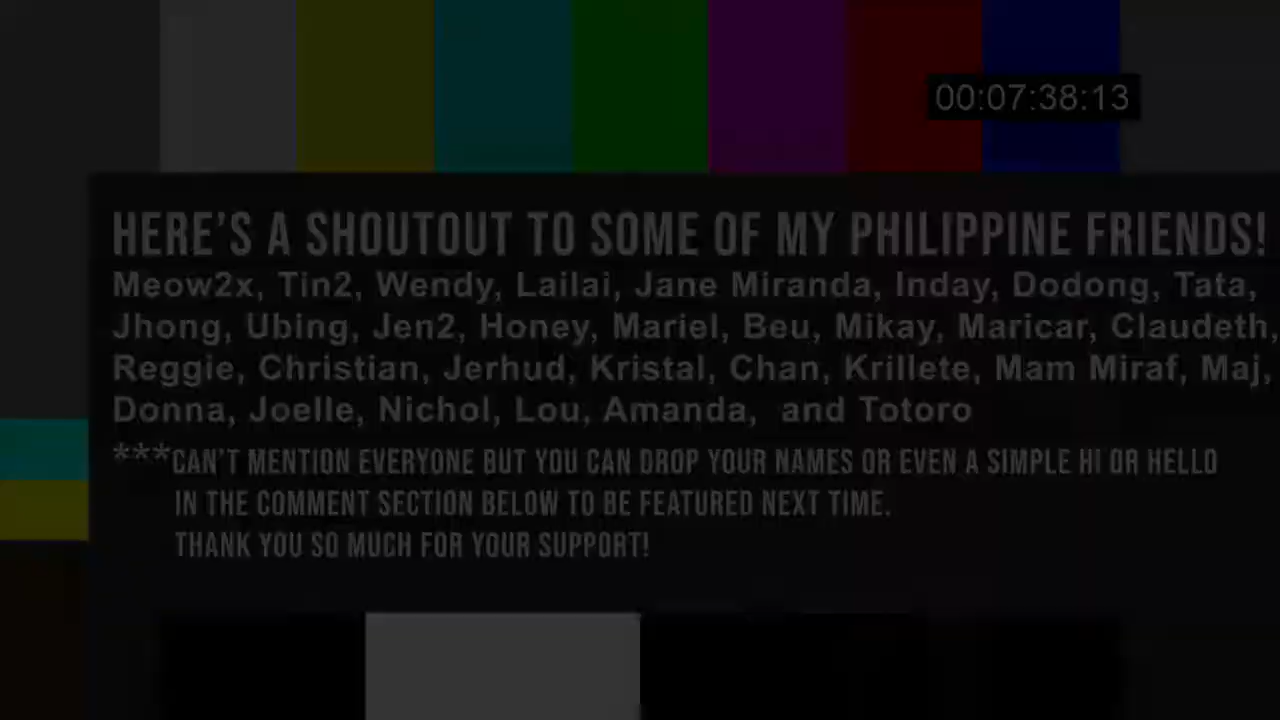 00:07:38:13
HERE'S A SHOUTOUT TO SOME OF MY PHILIPPINE FRIENDS!
Meow2x, Tin2, Wendy, Lailai, Jane Miranda, Inday, Dodong, Tata,
Jhong, Ubing, Jen2, Honey, Mariel, Beu, Mikay, Maricar, Claudeth,
Reggie, Christian, Jerhud, Kristal, Chan, Krillete, Mam Miraf, Maj,
Donna, Joelle, Nichol, Lou, Amanda, and Totoro
***CAN'T MENTION EVERYONE BUT YOU CAN DROP YOUR NAMES OR EVEN A SIMPLE HI OR HELLO
IN THE COMMENT SECTION BELOW TO BE FEATURED NEXT TIME.
THANK YOU SO MUCH FOR YOUR SUPPORT!